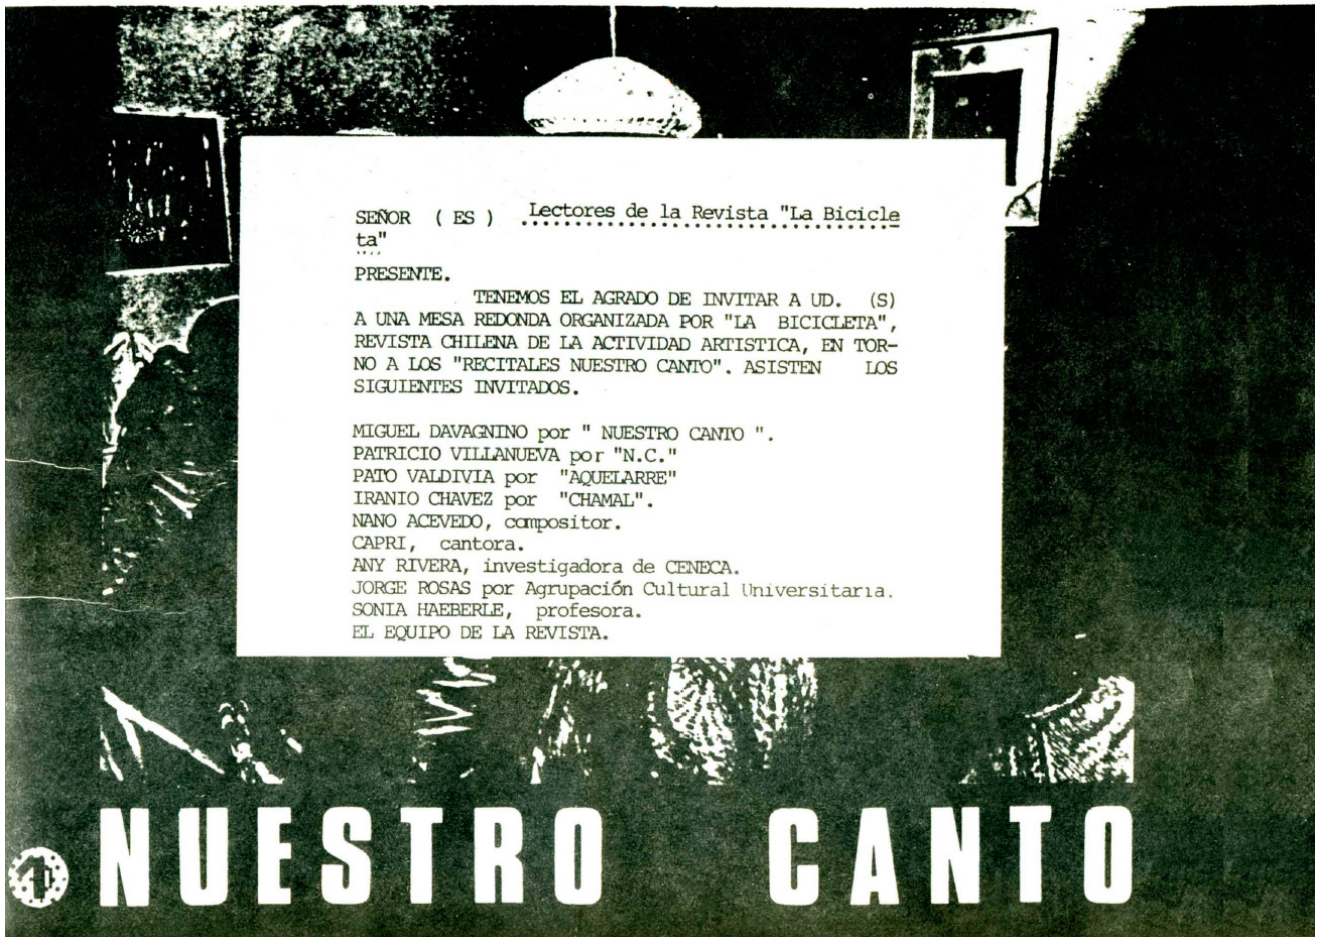 SEÑOR ( ES ) Lectores de la Revista "La Bicicle
ta"
PRESENTE.
TENEMOS EL AGRADO DE INVITAR A UD. (S)
A UNA MESA REDONDA ORGANIZADA POR "LA BICICLETA",
REVISTA CHILENA DE LA ACTIVIDAD ARTISTICA, EN TOR-
NO A LOS "RECITALES NUESTRO CANTO". ASISTEN LOS
SIGUIENTES INVITADOS.
MIGUEL DAVAGNINO por " NUESTRO CANTO ".
PATRICIO VILLANUEVA por "N.C."
PATO VALDIVIA por "AQUELARRE"
IRANIO CHAVEZ por "CHAMAL".
NANO ACEVEDO, compositor.
CAPRI, cantora.
ANY RIVERA, investigadora de CENECA.
JORGE ROSAS por Agrupación Cultural Universitaria.
SONIA HAEBERLE, profesora.
EL EQUIPO DE LA REVISTA.
NUESTRO CANTO